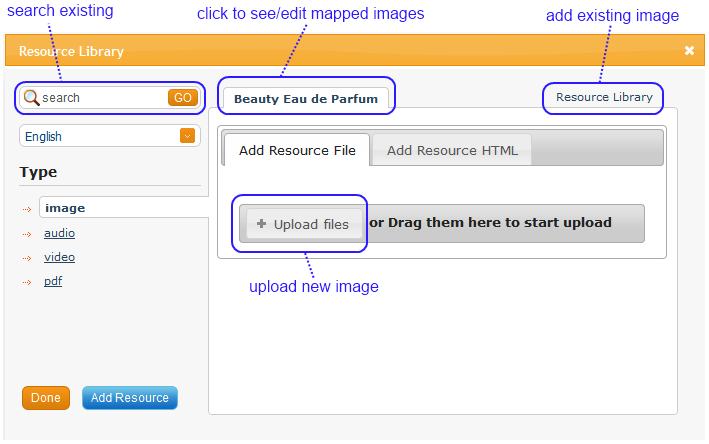 search existing
click to see/edit mapped images
add existing image
Resource Library
search
GO
Beauty Eau de Parfum
Resource Library
English
Add Resource File
Add Resource HTML
Type
image
audio
video
pdf
+ Upload files
or Drag them here to start upload
upload new image
Done
Add Resource